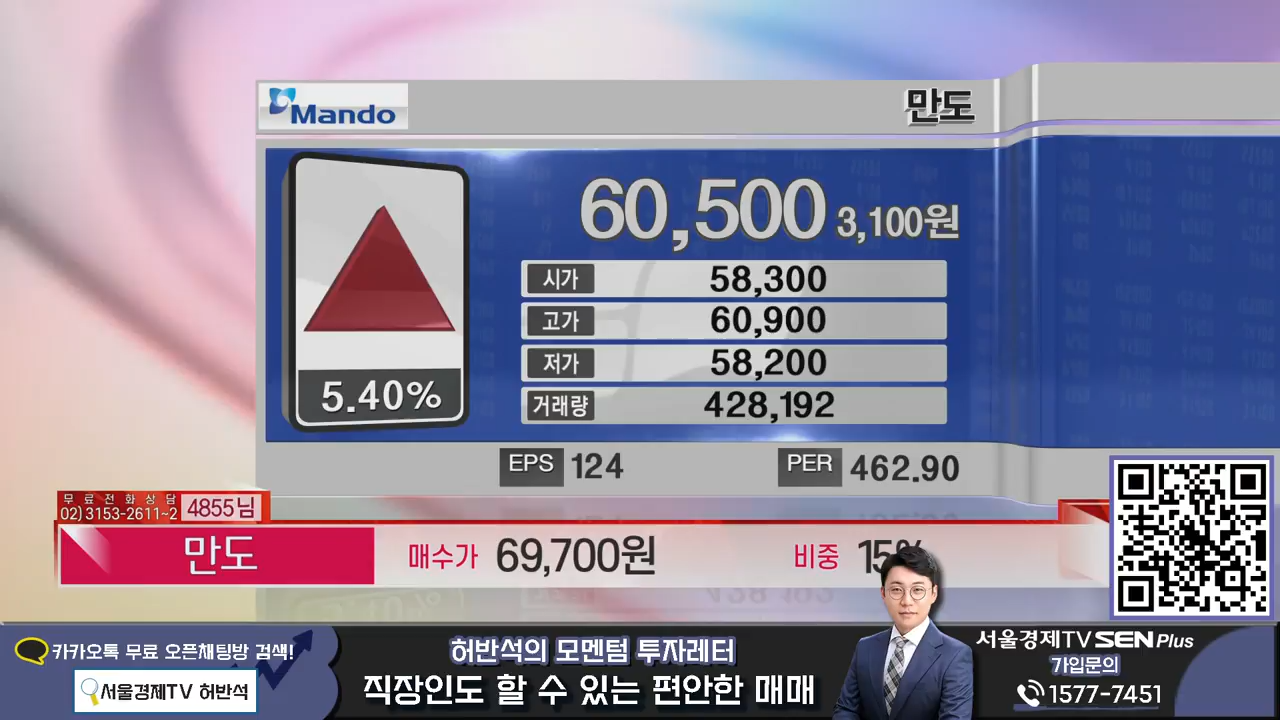 Mando
만도
60,500 3,100원
5.40%
시가 58,300
고가 60,900
저가 58,200
거래량 428,192
EPS 124
PER 462.90
무료전화상담
02)3153-2611~2
4855님
만도
매수가 69,700원
비중 15%
카카오톡 무료 오픈채팅방 검색!
서울경제TV 허반석
허반석의 모멘텀 투자레터
직장인도 할 수 있는 편안한 매매
서울경제TV SEN Plus
가입문의
1577-7451